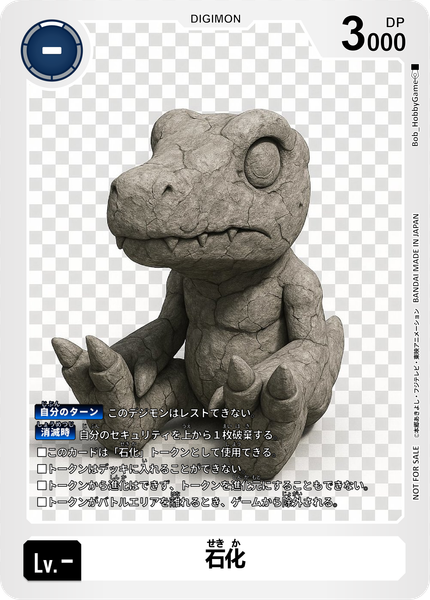 DIGIMON
-
3000
DP
Bob_HobbyGame
自分のターン このデジモンはレストできない
消滅時 自分のセキュリティを上から1枚破棄する
□このカードは「石化」トークンとして使用できる
□トークンはデッキに入れることができない
□トークンから進化はできず、トークンを進化元にすることもできない。
□トークンがバトルエリアを離れるとき、ゲームから除外される。
Lv.-
せき か
石化
NOT FOR SALE ©本郷あきよし・フジテレビ・東映アニメーション BANDAI MADE IN JAPAN